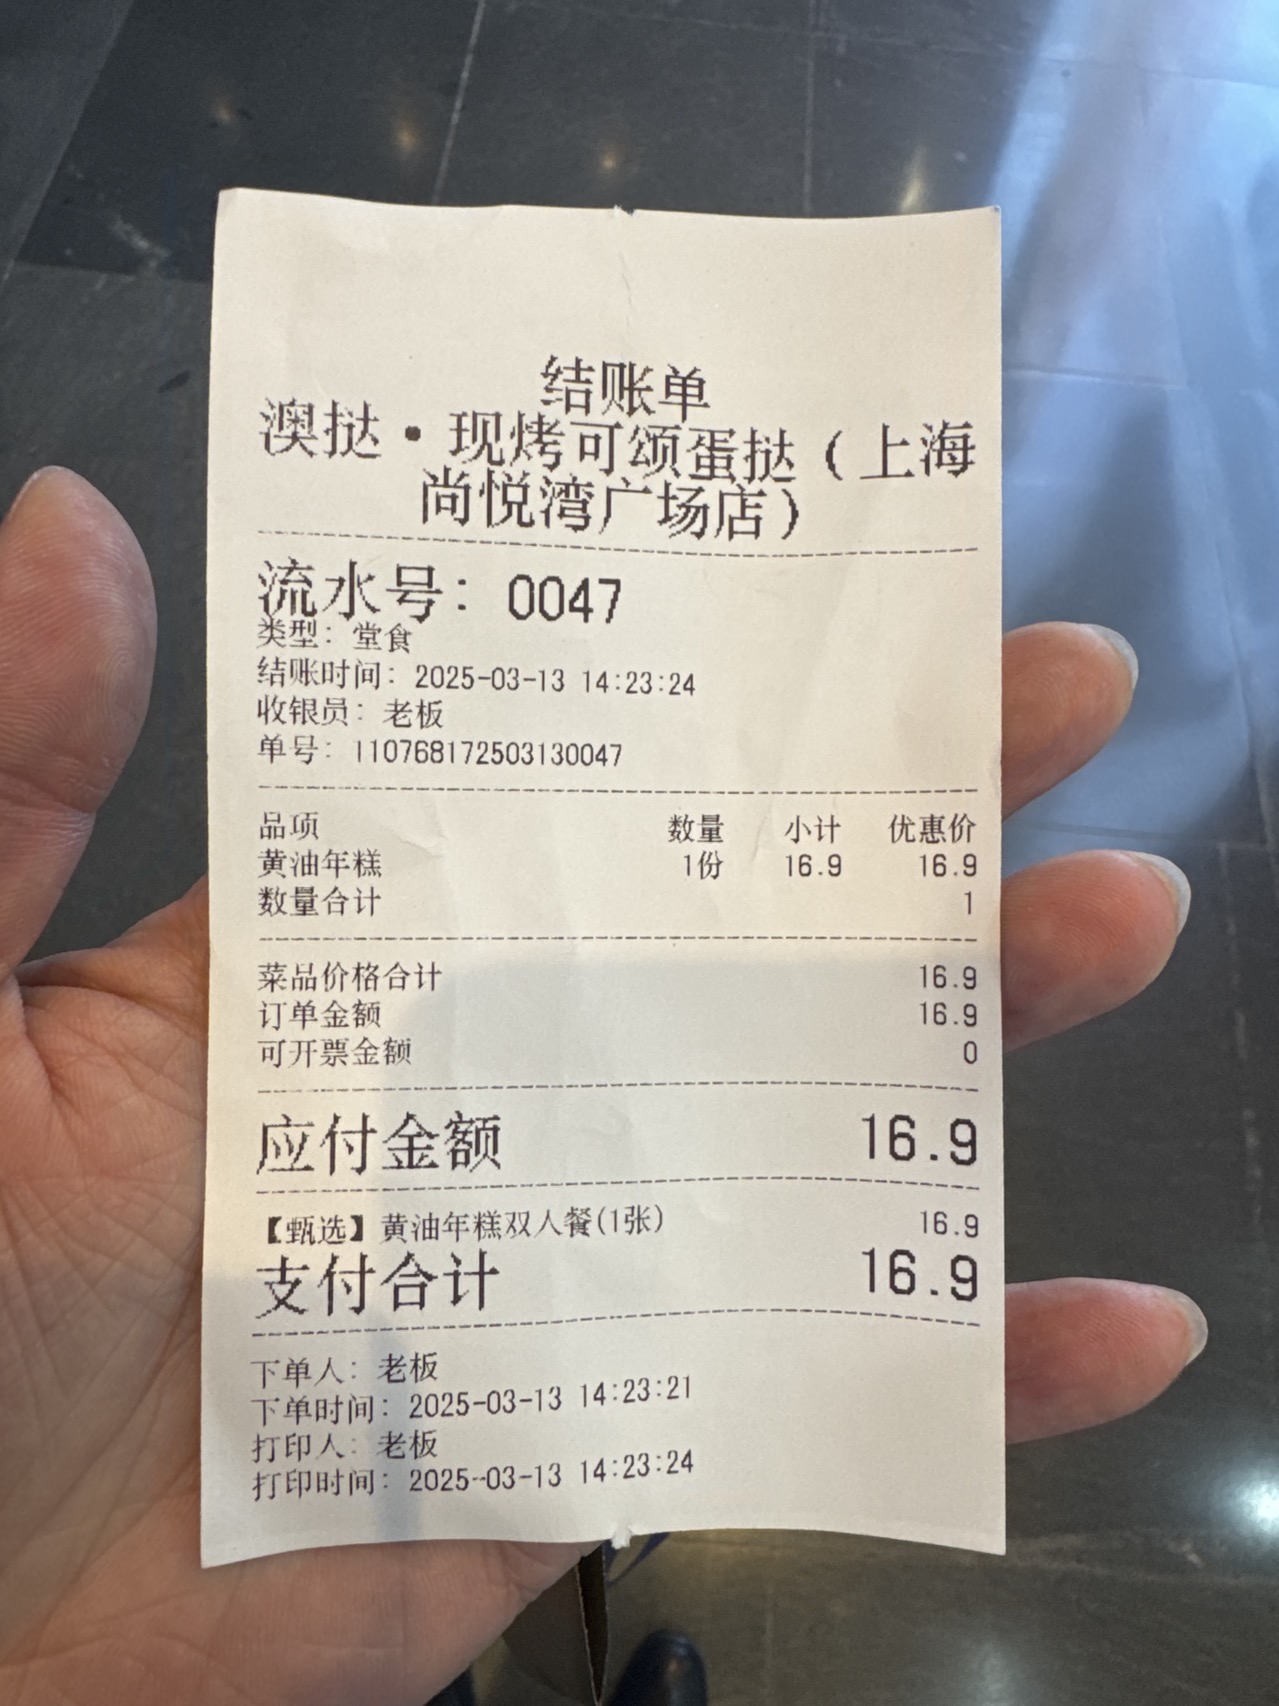 结账单
澳挞·现烤可颂蛋挞（上海
尚悦湾广场店）
流水号: 0047
类型: 堂食
结账时间: 2025-03-13 14:23:24
收银员: 老板
单号: 110768172503130047
品项 数量 小计 优惠价
黄油年糕 1份 16.9 16.9
数量合计 1
菜品价格合计 16.9
订单金额 16.9
可开票金额 0
应付金额 16.9
【甄选】黄油年糕双人餐(1张) 16.9
支付合计 16.9
下单人: 老板
下单时间: 2025-03-13 14:23:21
打印人: 老板
打印时间: 2025-03-13 14:23:24